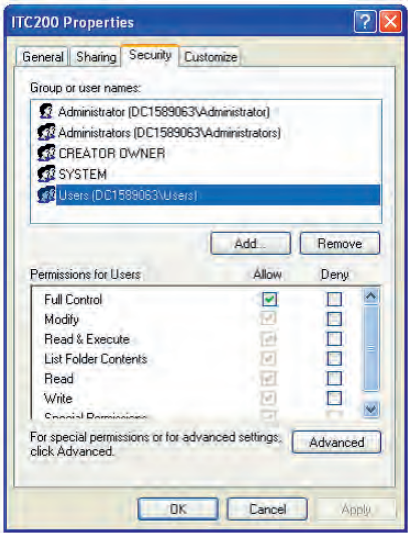 ITC200 Properties
General Sharing Security Customize
Group or user names:
Administrator (DC1589063\Administrator)
Administrators (DC1589063\Administrators)
CREATOR OWNER
SYSTEM
Users (DC1589063\Users)
Add... Remove
Permissions for Users Allow Deny
Full Control
Modify
Read & Execute
List Folder Contents
Read
Write
Special Permissions
For special permissions or for advanced settings,
click Advanced.
Advanced
OK Cancel Apply